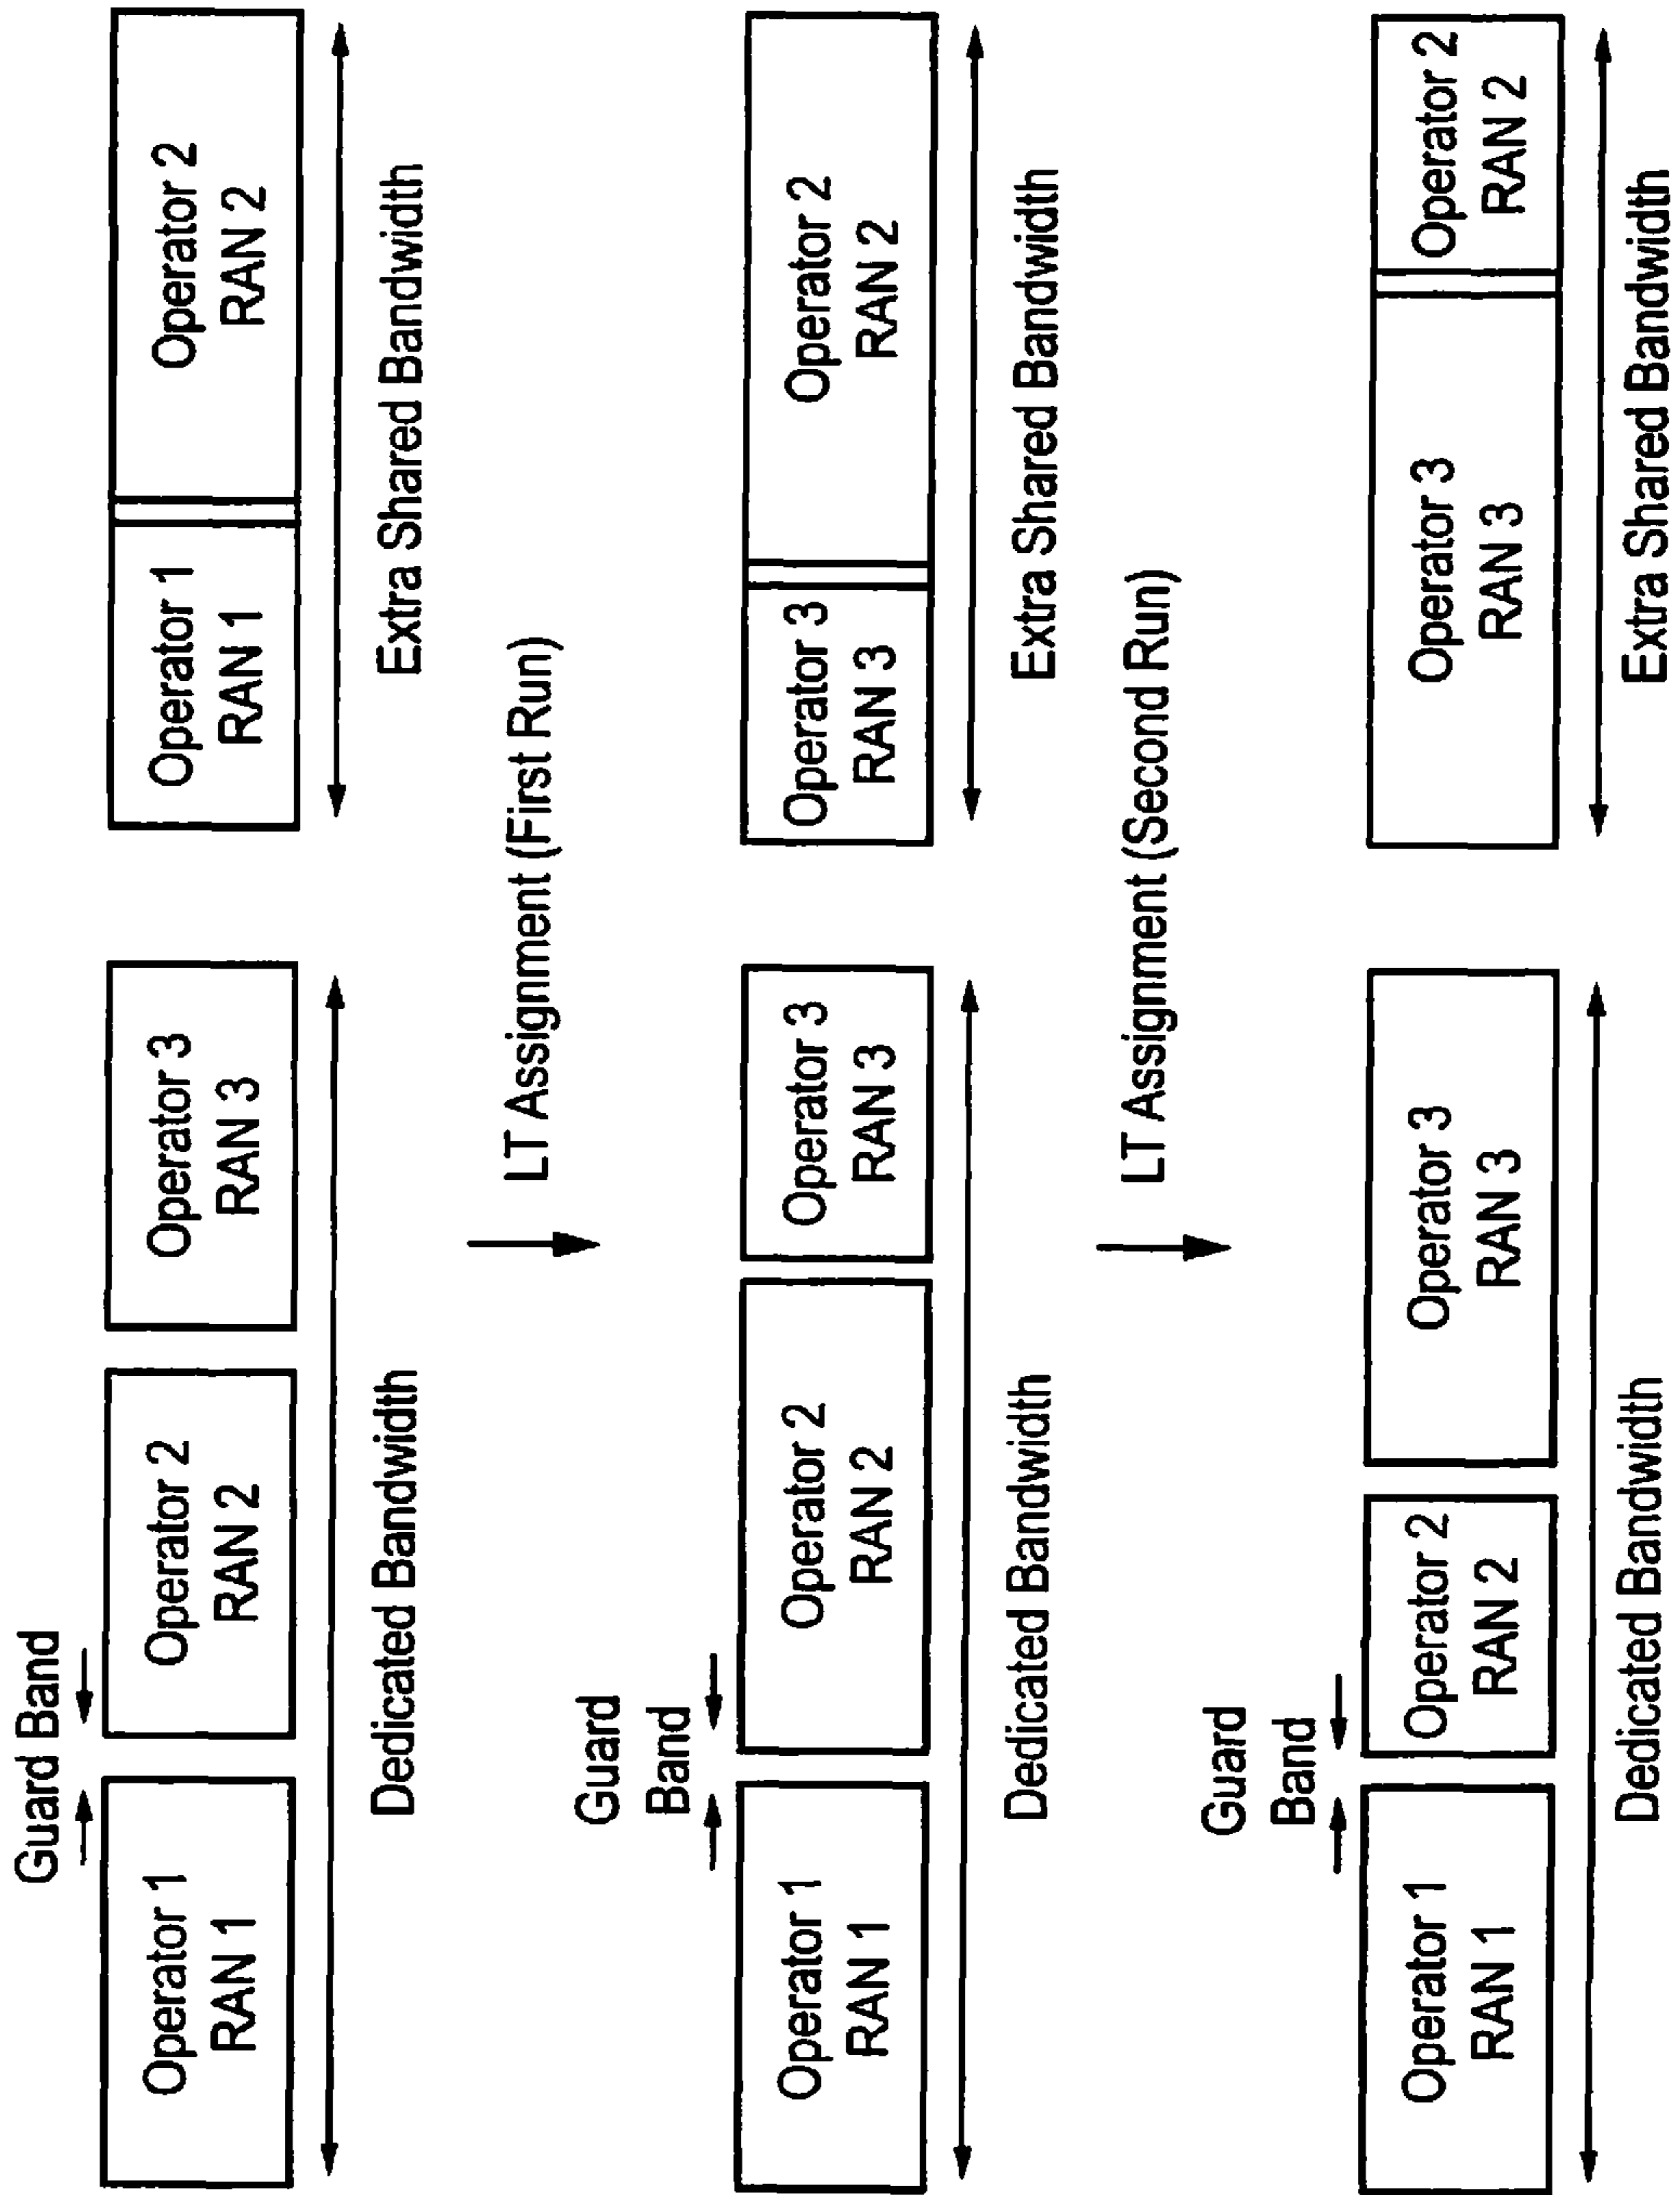 Guard Band
Operator 1
RAN 1
Operator 2
RAN 2
Operator 3
RAN 3
Dedicated Bandwidth
Operator 1
RAN 1
Operator 2
RAN 2
Extra Shared Bandwidth
LT Assignment (First Run)
Guard
Band
Operator 1
RAN 1
Operator 2
RAN 2
Operator 3
RAN 3
Dedicated Bandwidth
Operator 3
RAN 3
Operator 2
RAN 2
Extra Shared Bandwidth
LT Assignment (Second Run)
Guard
Band
Operator 1
RAN 1
Operator 2
RAN 2
Operator 3
RAN 3
Dedicated Bandwidth
Operator 3
RAN 3
Operator 2
RAN 2
Extra Shared Bandwidth